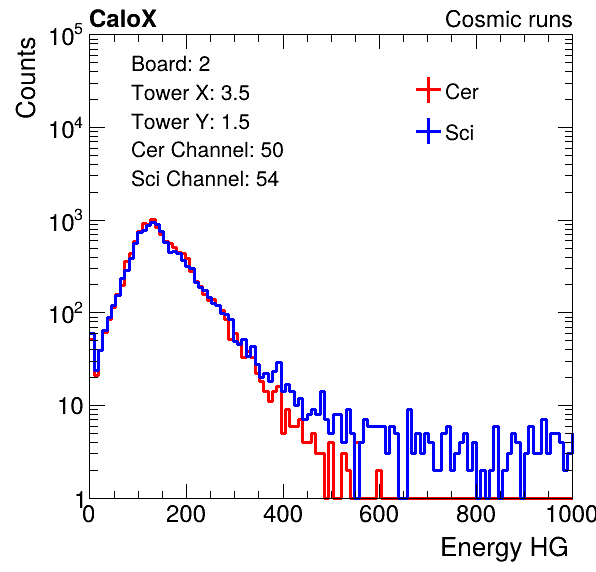 CaloX Cosmic runs
Counts
Board: 2
Tower X: 3.5
Tower Y: 1.5
Cer Channel: 50
Sci Channel: 54
Cer
Sci
10^5
10^4
10^3
10^2
10
1
0 200 400 600 800 1000
Energy HG